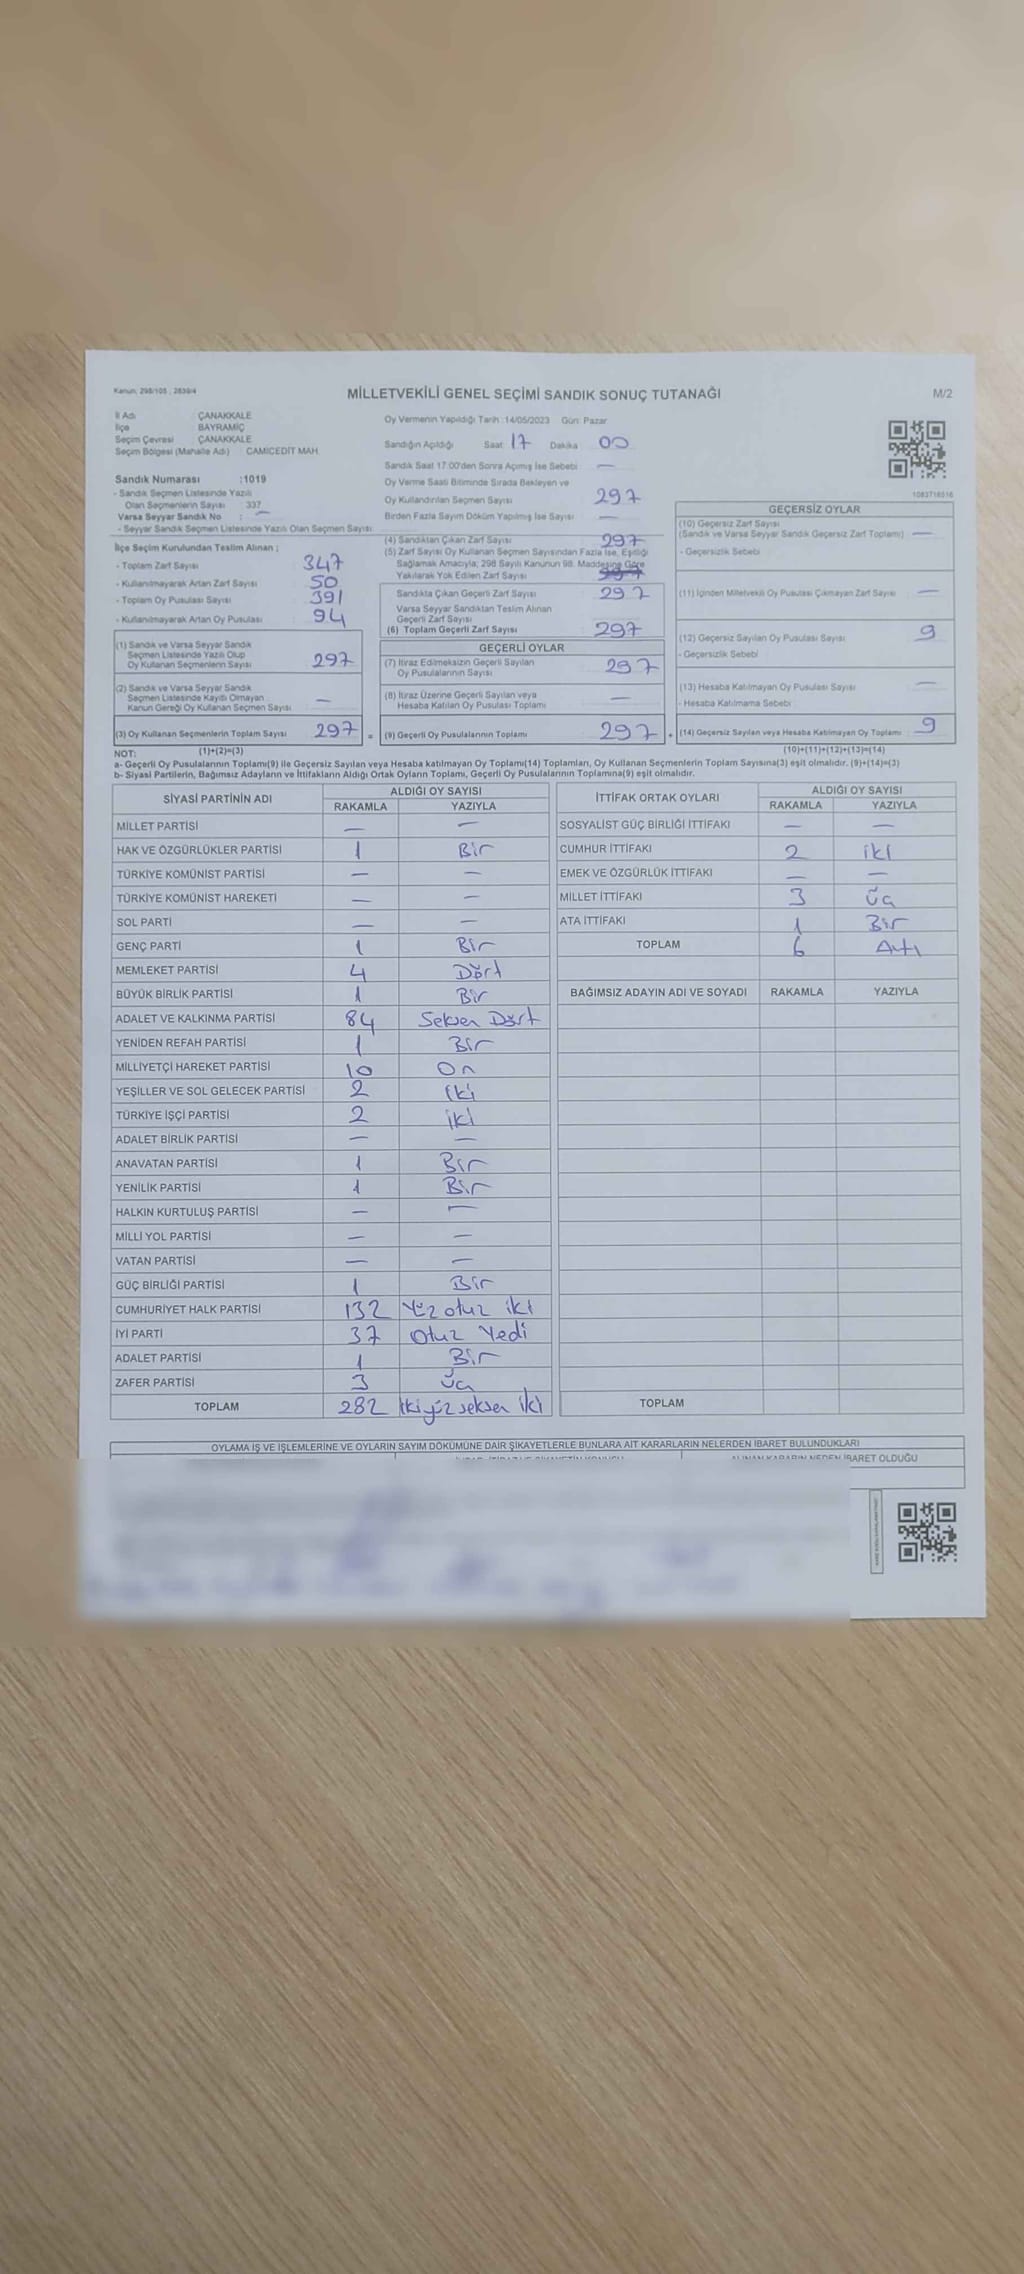 Kanun: 298/105 ; 2839/4
MİLLETVEKİLİ GENEL SEÇİMİ SANDIK SONUÇ TUTANAĞI
M/2
İl Adı : ÇANAKKALE
İlçe : BAYRAMİÇ
Seçim Çevresi : ÇANAKKALE
Seçim Bölgesi (Mahalle Adı) : CAMİCEDİT MAH.
Sandık Numarası :1019
- Sandık Seçmen Listesinde Yazılı
Olan Seçmenlerin Sayısı : 337
Varsa Seyyar Sandık No : —
- Seyyar Sandık Seçmen Listesinde Yazılı Olan Seçmen Sayısı:
Oy Vermenin Yapıldığı Tarih :14/05/2023 Gün: Pazar
Sandığın Açıldığı Saat 17 Dakika 00
Sandık Saat 17:00'den Sonra Açımış İse Sebebi —
Oy Verme Saati Bitiminde Sırada Bekleyen ve
Oy Kullandırılan Seçmen Sayısı 297
Birden Fazla Sayım Döküm Yapılmış İse Sayısı —
1083716516
İlçe Seçim Kurulundan Teslim Alınan ;
- Toplam Zarf Sayısı : 347
- Kullanılmayarak Artan Zarf Sayısı : 50
- Toplam Oy Pusulası Sayısı : 391
- Kullanılmayarak Artan Oy Pusulası : 94
(1) Sandık ve Varsa Seyyar Sandık
Seçmen Listesinde Yazılı Olup
Oy Kullanan Seçmenlerin Sayısı 297
(2) Sandık ve Varsa Seyyar Sandık
Seçmen Listesinde Kayıtlı Olmayan
Kanun Gereği Oy Kullanan Seçmen Sayısı —
(3) Oy Kullanan Seçmenlerin Toplam Sayısı 297 =
(4) Sandıktan Çıkan Zarf Sayısı 297
(5) Zarf Sayısı Oy Kullanan Seçmen Sayısından Fazla İse, Eşitliği
Sağlamak Amacıyla; 298 Sayılı Kanunun 98. Maddesine Göre
Yakılarak Yok Edilen Zarf Sayısı
Sandıkta Çıkan Geçerli Zarf Sayısı 297
Varsa Seyyar Sandıktan Teslim Alınan
Geçerli Zarf Sayısı
(6) Toplam Geçerli Zarf Sayısı 297
GEÇERLİ OYLAR
(7) İtiraz Edilmeksizin Geçerli Sayılan
Oy Pusulalarının Sayısı 297
(8) İtiraz Üzerine Geçerli Sayılan veya
Hesaba Katılan Oy Pusulası Toplamı —
(9) Geçerli Oy Pusulalarının Toplamı 297 +
GEÇERSİZ OYLAR
(10) Geçersiz Zarf Sayısı
(Sandık ve Varsa Seyyar Sandık Geçersiz Zarf Toplamı) —
- Geçersizlik Sebebi
(11) İçinden Milletvekili Oy Pusulası Çıkmayan Zarf Sayısı —
(12) Geçersiz Sayılan Oy Pusulası Sayısı 9
- Geçersizlik Sebebi
(13) Hesaba Katılmayan Oy Pusulası Sayısı —
- Hesaba Katılmama Sebebi
(14) Geçersiz Sayılan veya Hesaba Katılmayan Oy Toplamı 9
NOT: (1)+(2)=(3) (10)+(11)+(12)+(13)=(14)
a- Geçerli Oy Pusulalarının Toplamı(9) ile Geçersiz Sayılan veya Hesaba katılmayan Oy Toplamı(14) Toplamları, Oy Kullanan Seçmenlerin Toplam Sayısına(3) eşit olmalıdır. (9)+(14)=(3)
b- Siyasi Partilerin, Bağımsız Adayların ve İttifakların Aldığı Ortak Oyların Toplamı, Geçerli Oy Pusulalarının Toplamına(9) eşit olmalıdır.
SİYASİ PARTİNİN ADI ALDIĞI OY SAYISI
RAKAMLA YAZIYLA
MİLLET PARTİSİ — —
HAK VE ÖZGÜRLÜKLER PARTİSİ 1 Bir
TÜRKİYE KOMÜNİST PARTİSİ — —
TÜRKİYE KOMÜNİST HAREKETİ — —
SOL PARTİ — —
GENÇ PARTİ 1 Bir
MEMLEKET PARTİSİ 4 Dört
BÜYÜK BİRLİK PARTİSİ 1 Bir
ADALET VE KALKINMA PARTİSİ 84 Seksen Dört
YENİDEN REFAH PARTİSİ 1 Bir
MİLLİYETÇİ HAREKET PARTİSİ 10 On
YEŞİLLER VE SOL GELECEK PARTİSİ 2 iki
TÜRKİYE İŞÇİ PARTİSİ 2 iki
ADALET BİRLİK PARTİSİ — —
ANAVATAN PARTİSİ 1 Bir
YENİLİK PARTİSİ 1 Bir
HALKIN KURTULUŞ PARTİSİ — —
MİLLİ YOL PARTİSİ — —
VATAN PARTİSİ — —
GÜÇ BİRLİĞİ PARTİSİ 1 Bir
CUMHURİYET HALK PARTİSİ 132 Yüz otuz iki
İYİ PARTİ 37 Otuz Yedi
ADALET PARTİSİ 1 Bir
ZAFER PARTİSİ 3 üç
TOPLAM 282 İkiyüz seksen iki
İTTİFAK ORTAK OYLARI ALDIĞI OY SAYISI
RAKAMLA YAZIYLA
SOSYALİST GÜÇ BİRLİĞİ İTTİFAKI — —
CUMHUR İTTİFAKI 2 iki
EMEK VE ÖZGÜRLÜK İTTİFAKI — —
MİLLET İTTİFAKI 3 üç
ATA İTTİFAKI 1 Bir
TOPLAM 6 Altı
BAĞIMSIZ ADAYIN ADI VE SOYADI RAKAMLA YAZIYLA
TOPLAM
OYLAMA İŞ VE İŞLEMLERİNE VE OYLARIN SAYIM DÖKÜMÜNE DAİR ŞİKAYETLERLE BUNLARA AİT KARARLARIN NELERDEN İBARET BULUNDUKLARI
ALINAN KARARIN NEDEN İBARET OLDUĞU